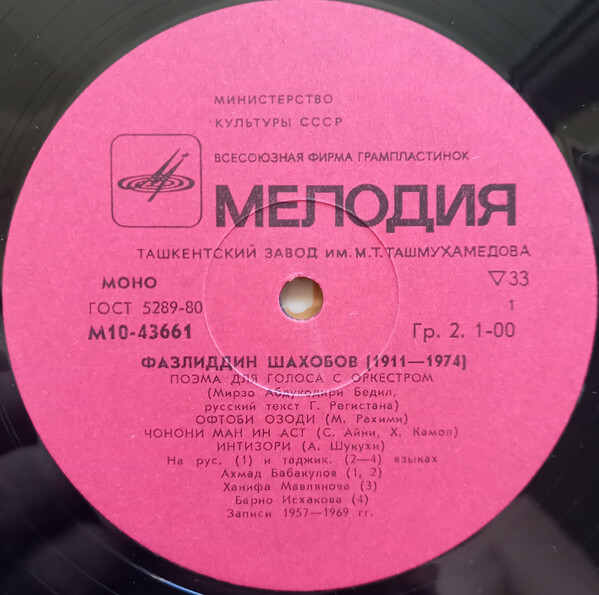 МИНИСТЕРСТВО
КУЛЬТУРЫ СССР
ВСЕСОЮЗНАЯ ФИРМА ГРАМПЛАСТИНОК
МЕЛОДИЯ
ТАШКЕНТСКИЙ ЗАВОД ИМ. М.Т.ТАШМУХАМЕДОВА
МОНО ▽33
ГОСТ 5289-80 1
М10-43661 Гр. 2. 1-00
ФАЗЛИДДИН ШАХОБОВ (1911—1974)
ПОЭМА ДЛЯ ГОЛОСА С ОРКЕСТРОМ
(Мирзо Абдукодири Бедил,
русский текст Г. Регистана)
ОФТОБИ ОЗОДИ (М. Рахими)
ЧОНОНИ МАН ИН АСТ (С. Айни, Х. Камол)
ИНТИЗОРИ (А. Шукухи)
На рус. (1) и таджик. (2—4) языках
Ахмад Бабакулов (1, 2)
Ханифа Мавлянова (3)
Барно Исхакова (4)
Записи 1957—1969 гг.